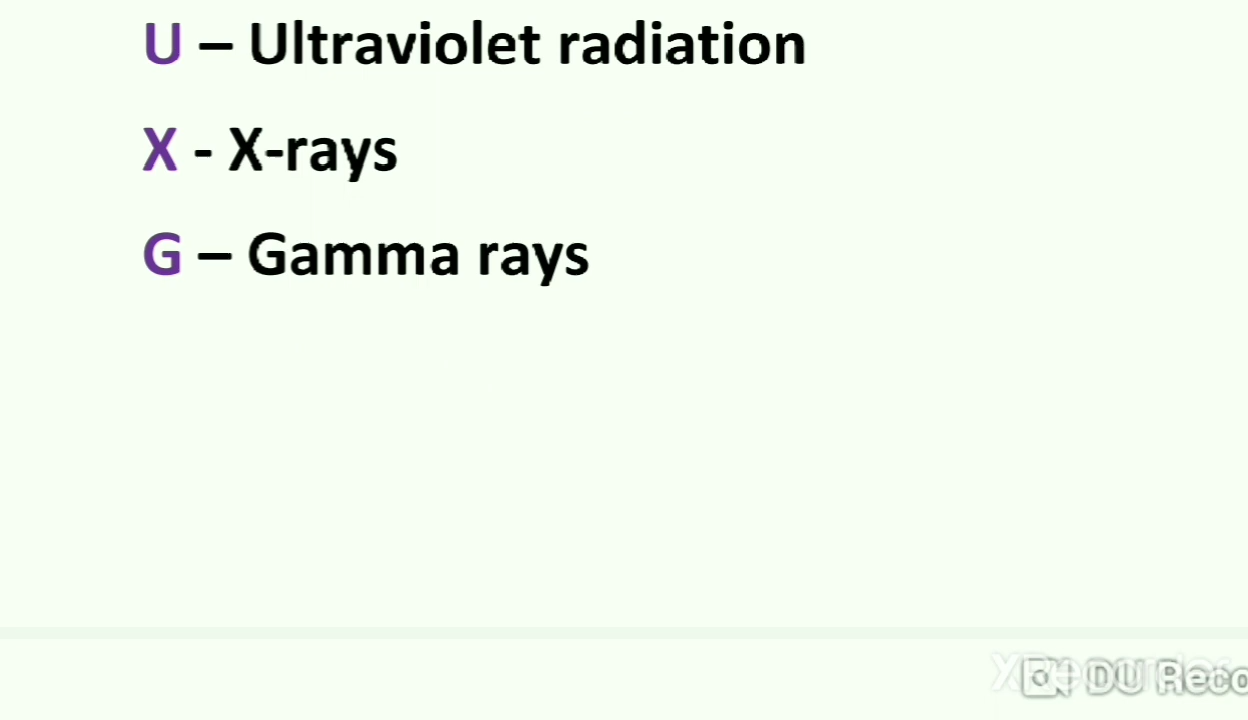 U – Ultraviolet radiation
X - X-rays
G – Gamma rays